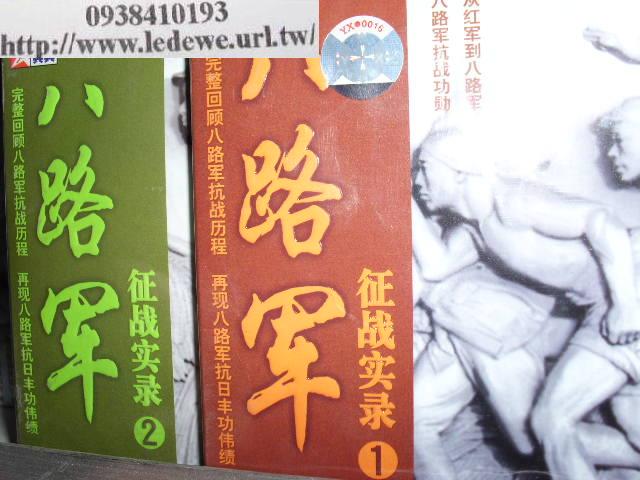 0938410193
http://www.ledewe.url.tw/
YX●0016
八路军
征战实录
2
完整回顾八路军抗战历程 再现八路军抗日丰功伟绩
八路军
征战实录
1
完整回顾八路军抗战历程 再现八路军抗日丰功伟绩
从红军到八路军
八路军抗战功勋